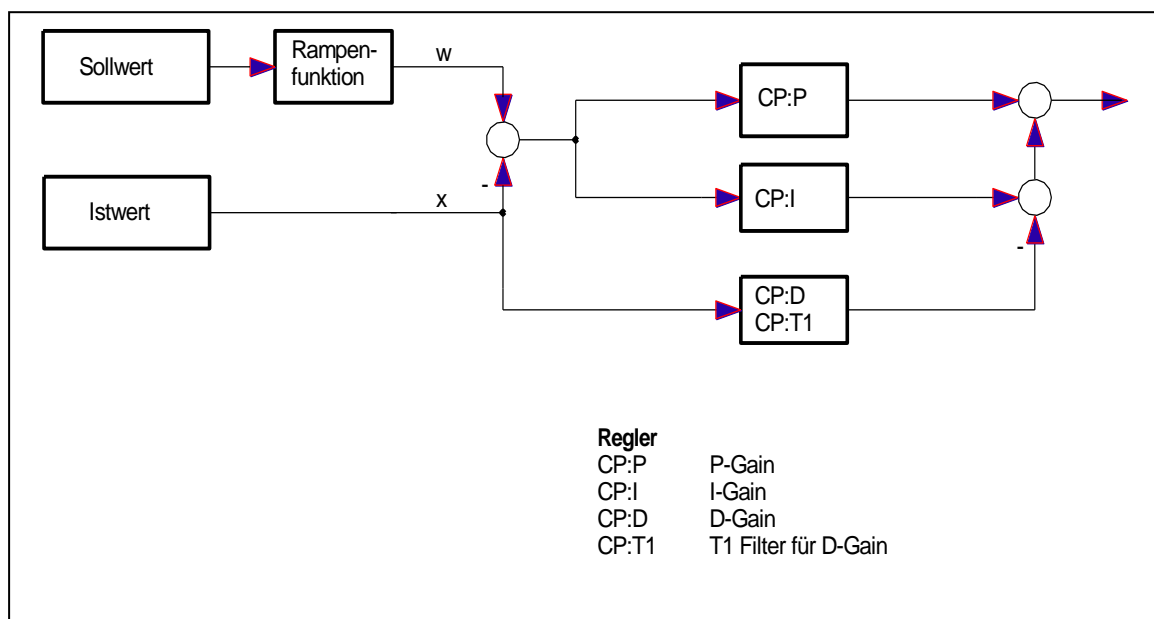 Sollwert
Rampen-
funktion
w
CP:P
-
Istwert
x
CP:I
-
CP:D
CP:T1
Regler
CP:P P-Gain
CP:I I-Gain
CP:D D-Gain
CP:T1 T1 Filter für D-Gain